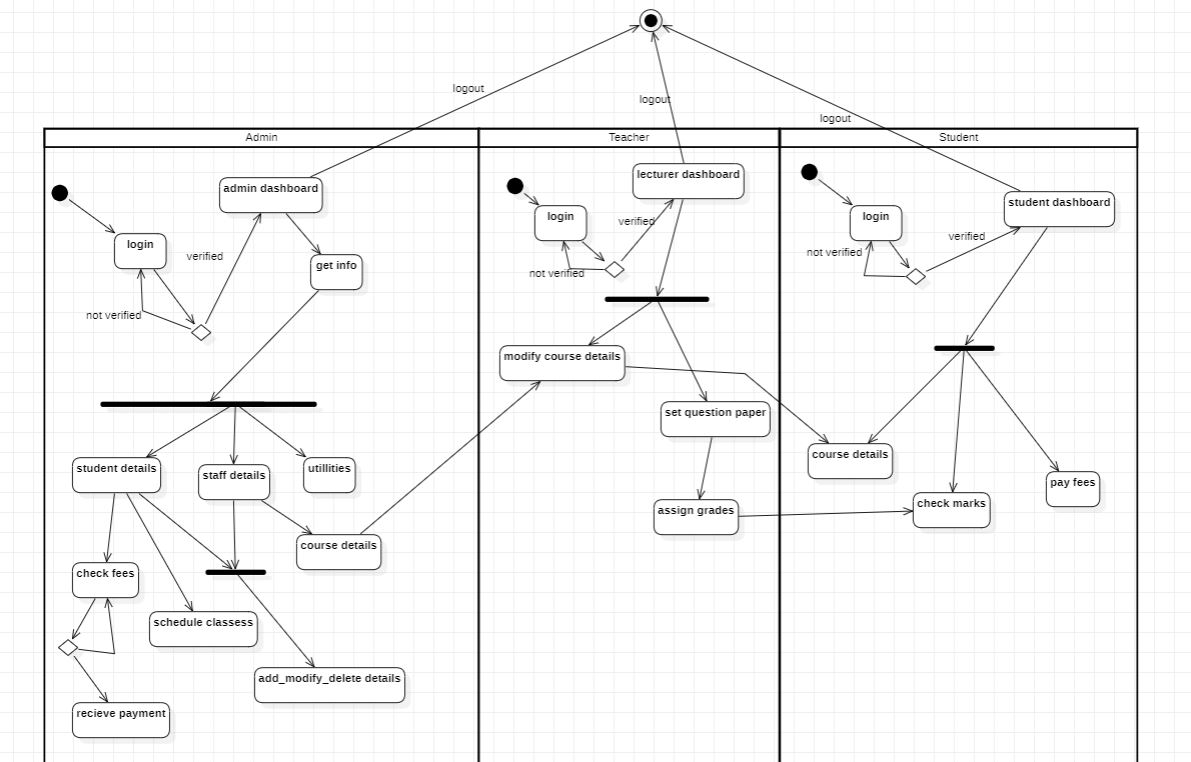 logout
logout
logout
Admin
Teacher
Student
admin dashboard
login
verified
get info
not verified
student details
staff details
utillities
course details
check fees
schedule classess
add_modify_delete details
recieve payment
lecturer dashboard
login
verified
not verified
modify course details
set question paper
assign grades
student dashboard
login
verified
not verified
course details
check marks
pay fees